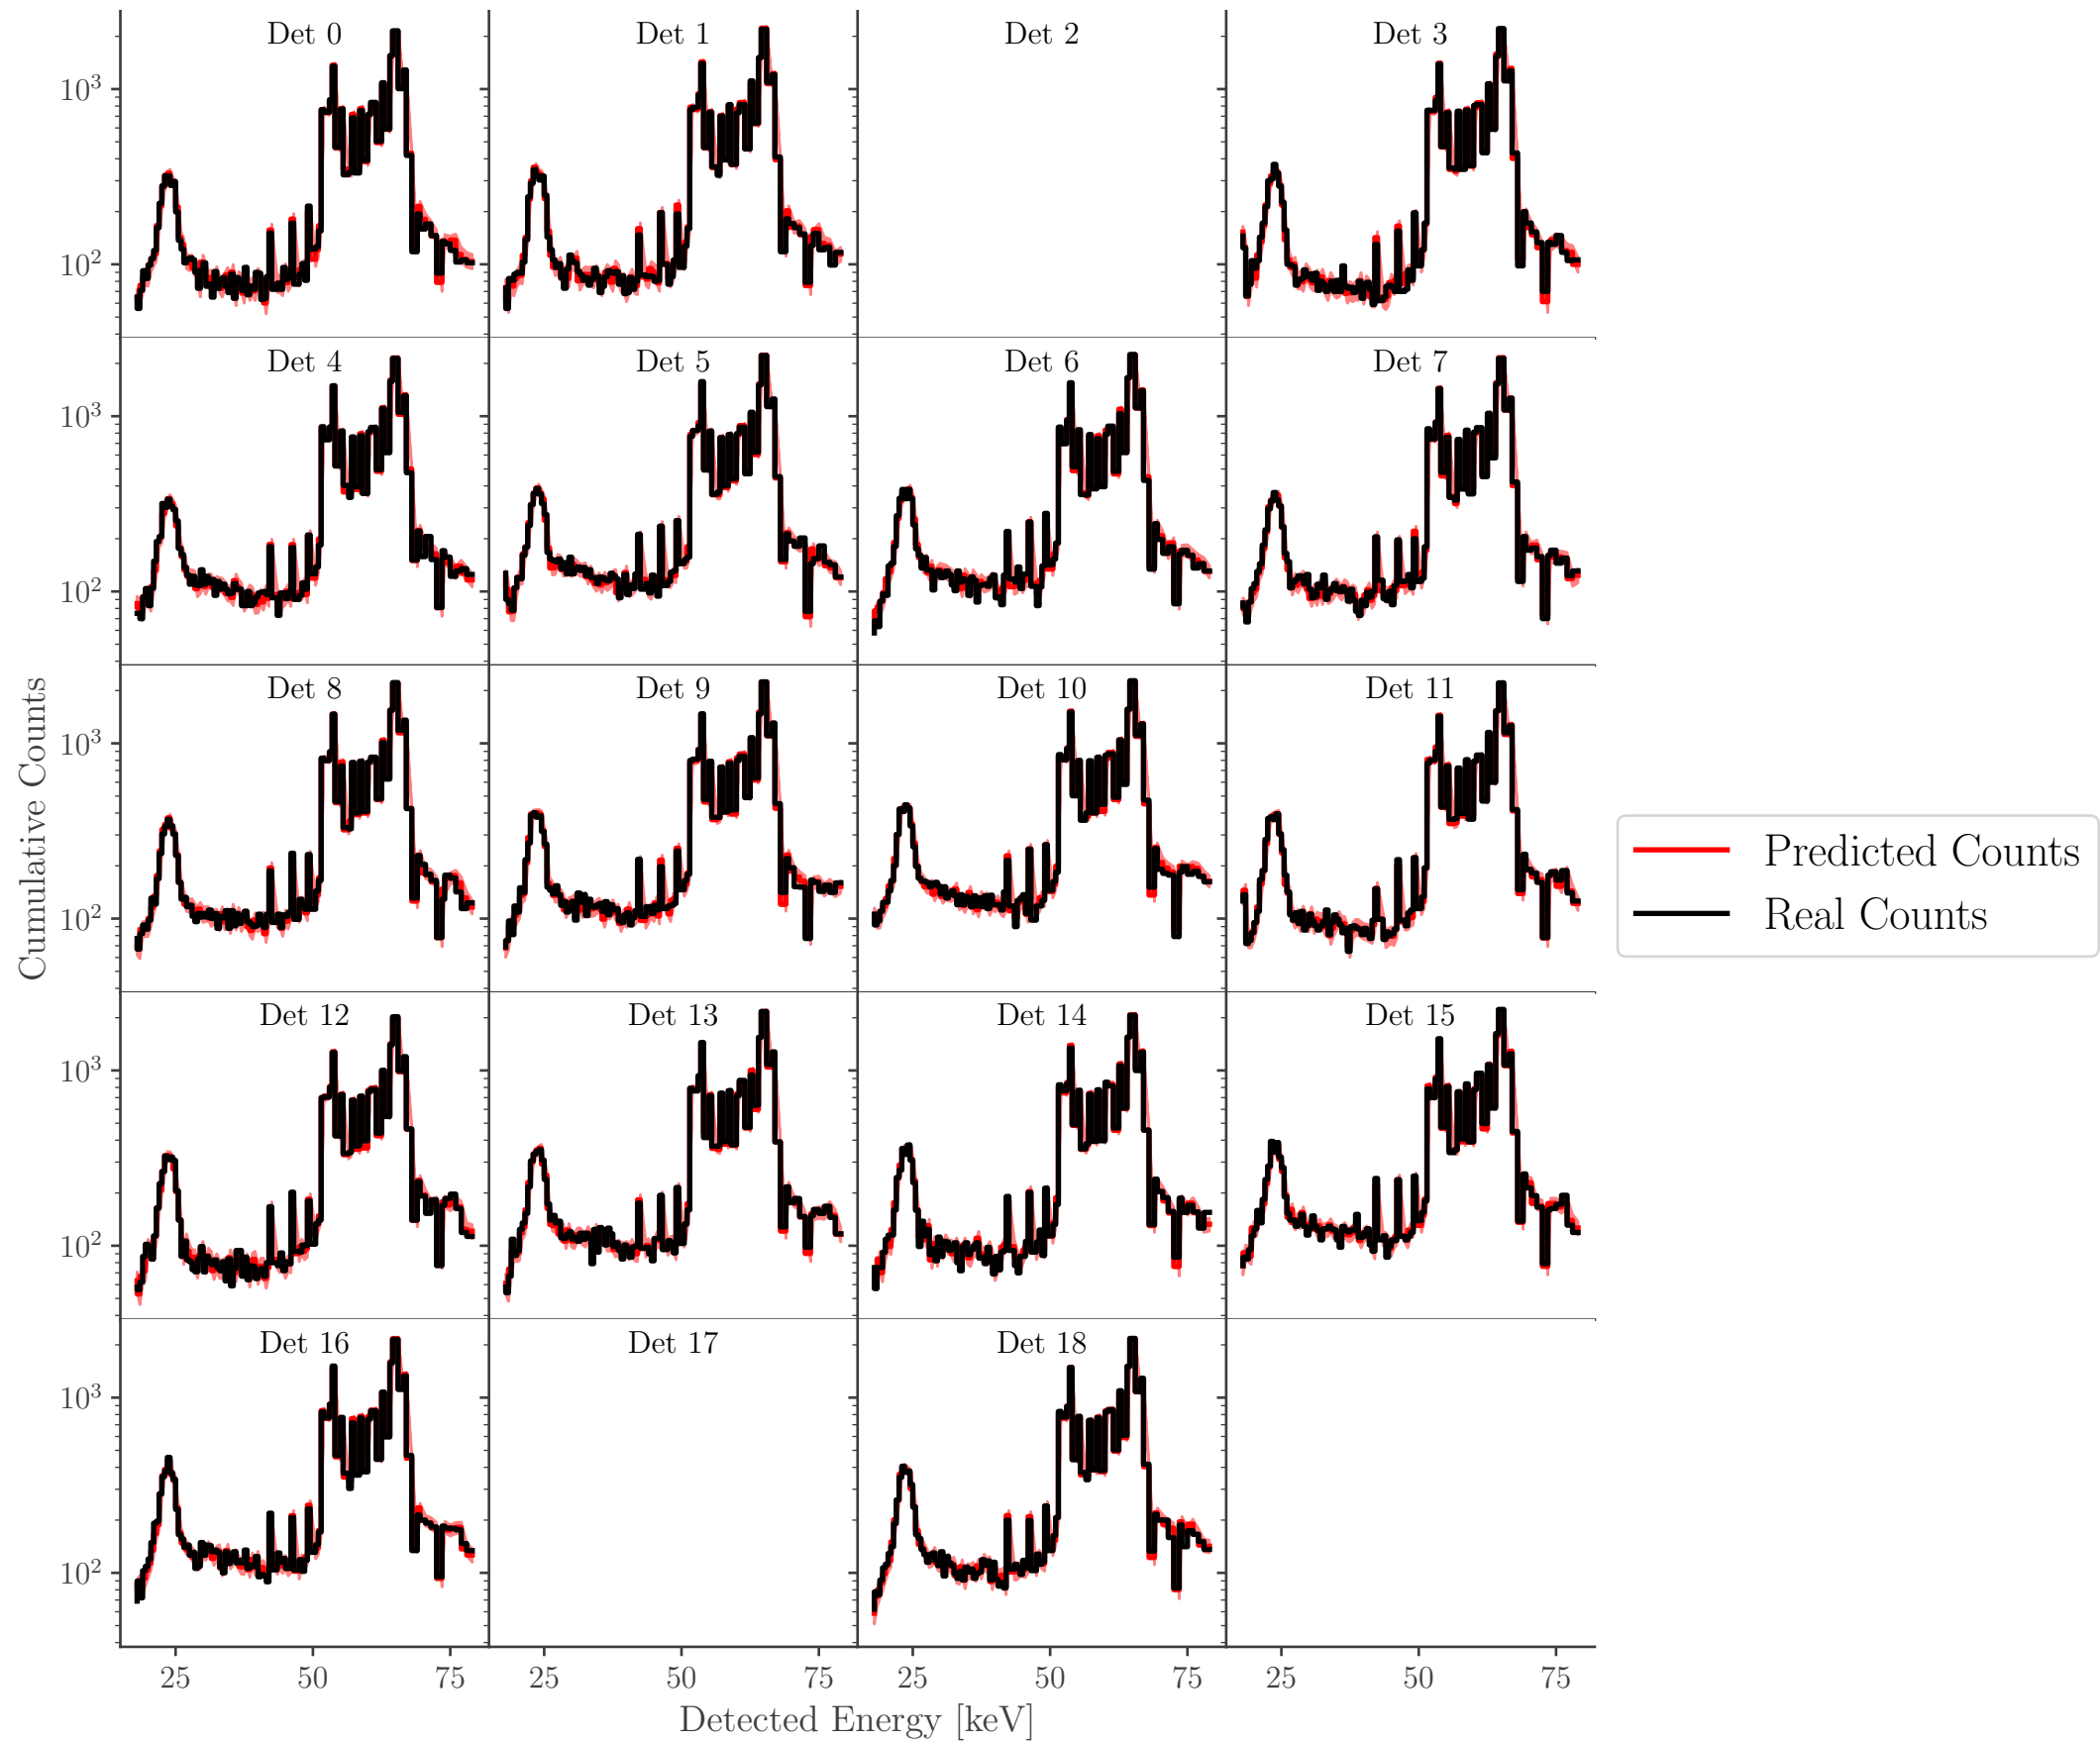 Det 0
Det 1
Det 2
Det 3
10³
10²
Det 4
Det 5
Det 6
Det 7
10³
10²
Det 8
Det 9
Det 10
Det 11
10³
10²
Det 12
Det 13
Det 14
Det 15
10³
10²
Det 16
Det 17
Det 18
10³
10²
25 50 75 25 50 75 25 50 75 25 50 75
Detected Energy [keV]
Cumulative Counts
Predicted Counts
Real Counts